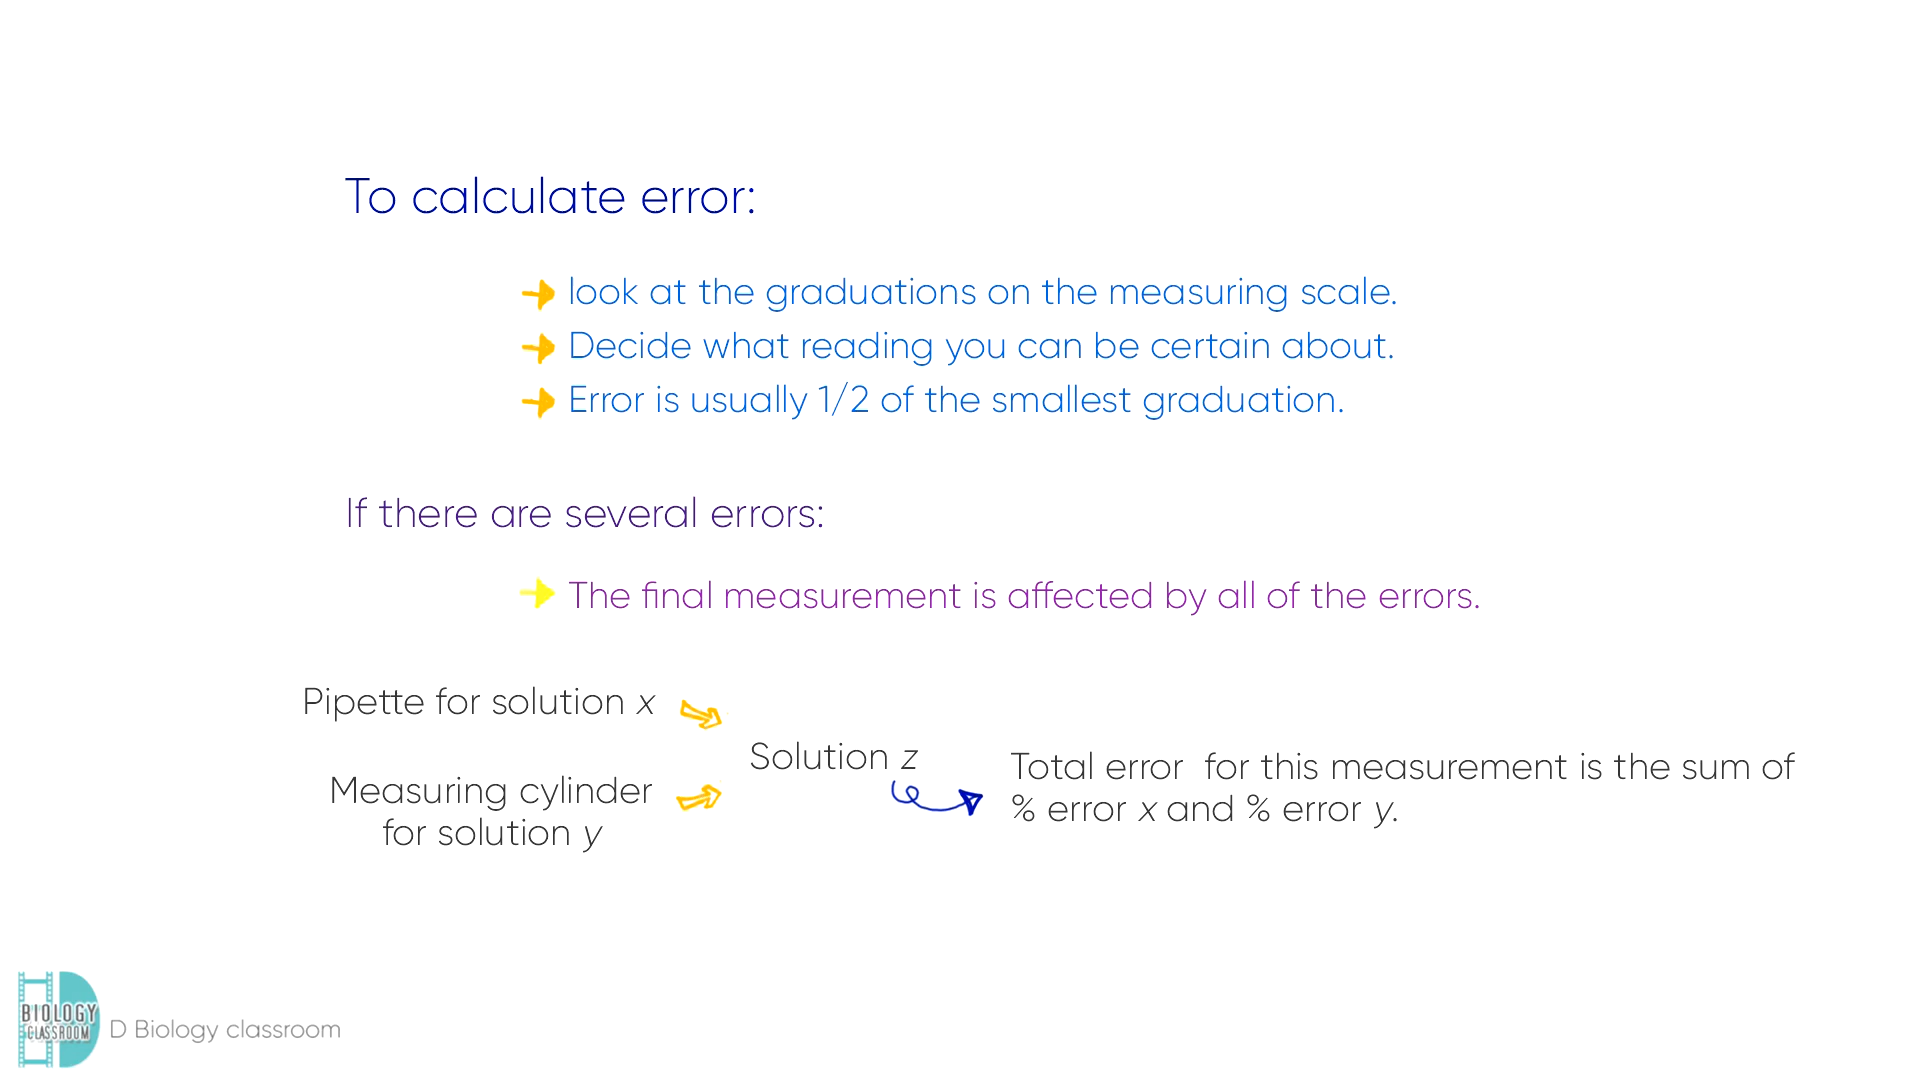 To calculate error:
look at the graduations on the measuring scale.
Decide what reading you can be certain about.
Error is usually 1/2 of the smallest graduation.
If there are several errors:
The final measurement is affected by all of the errors.
Pipette for solution x
Measuring cylinder
for solution y
Solution z
Total error for this measurement is the sum of
% error x and % error y.
BIOLOGY
CLASSROOM
D Biology classroom